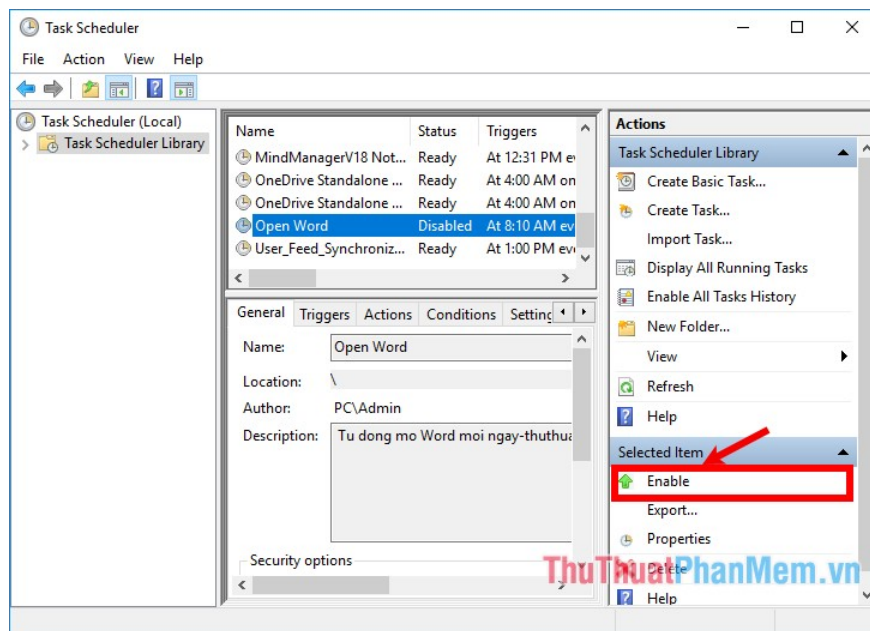 Task Scheduler
File Action View Help
Task Scheduler (Local)
Task Scheduler Library
Name Status Triggers
MindManagerV18 Not... Ready At 12:31 PM ev
OneDrive Standalone ... Ready At 4:00 AM on
OneDrive Standalone ... Ready At 4:00 AM on
Open Word Disabled At 8:10 AM ev
User_Feed_Synchroniz... Ready At 1:00 PM eve
General Triggers Actions Conditions Setting
Name: Open Word
Location: \
Author: PC\Admin
Description: Tu dong mo Word moi ngay-thuthua
Security options
Actions
Task Scheduler Library
Create Basic Task...
Create Task...
Import Task...
Display All Running Tasks
Enable All Tasks History
New Folder...
View
Refresh
Help
Selected Item
Enable
Export...
Properties
Delete
Help
ThuThuatPhanMem.vn